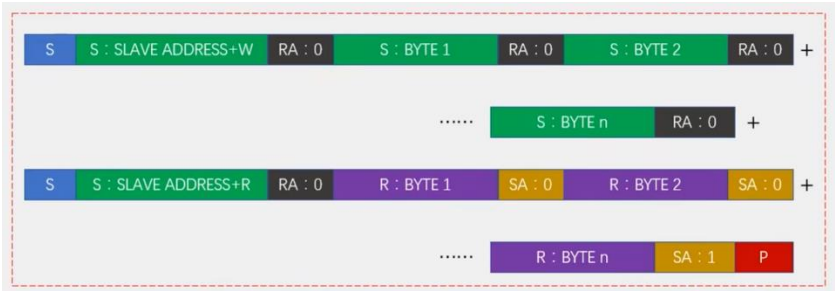 S S：SLAVE ADDRESS+W RA：0 S：BYTE 1 RA：0 S：BYTE 2 RA：0 +
…… S：BYTE n RA：0 +
S S：SLAVE ADDRESS+R RA：0 R：BYTE 1 SA：0 R：BYTE 2 SA：0 +
…… R：BYTE n SA：1 P